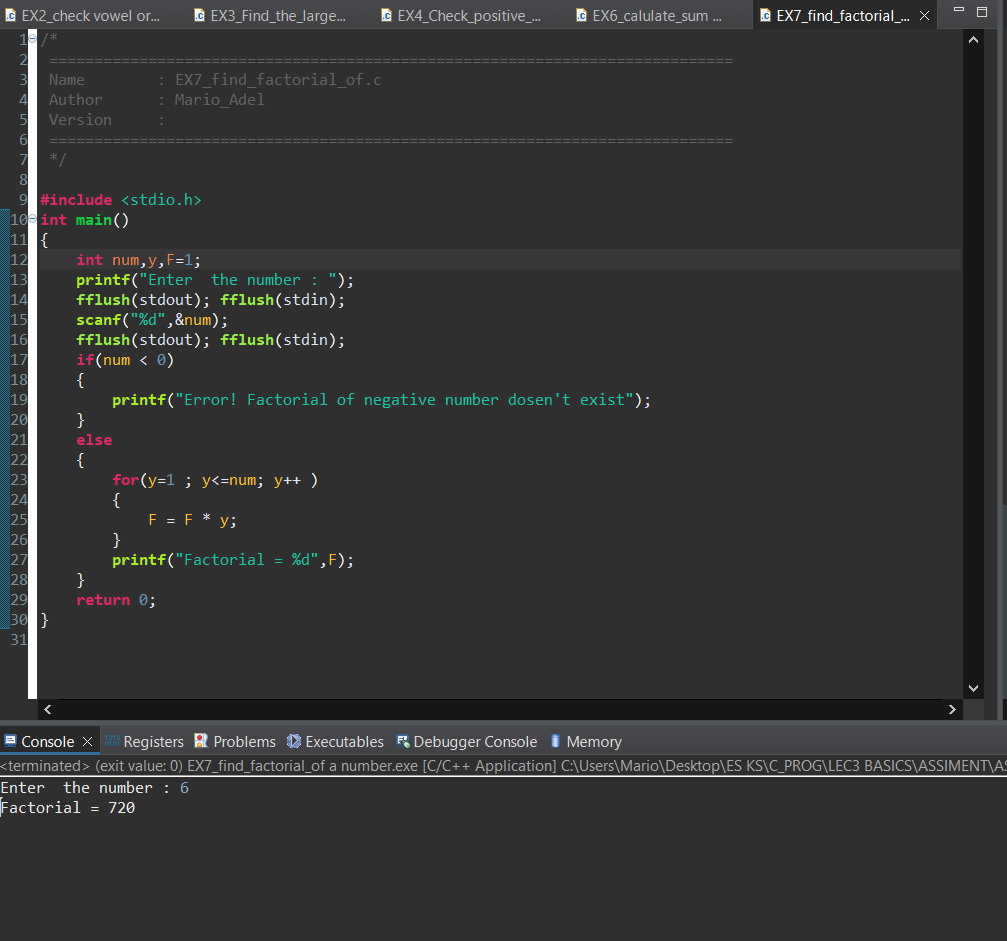 EX2_check vowel or... EX3_Find_the_large... EX4_Check_positive_... EX6_calulate_sum ... EX7_find_factorial_...
1 /*
2 ============================================================================
3 Name        : EX7_find_factorial_of.c
4 Author      : Mario_Adel
5 Version     :
6 ============================================================================
7 */
8
9 #include <stdio.h>
10 int main()
11 {
12     int num,y,F=1;
13     printf("Enter  the number : ");
14     fflush(stdout); fflush(stdin);
15     scanf("%d",&num);
16     fflush(stdout); fflush(stdin);
17     if(num < 0)
18     {
19         printf("Error! Factorial of negative number dosen't exist");
20     }
21     else
22     {
23         for(y=1 ; y<=num; y++ )
24         {
25             F = F * y;
26         }
27         printf("Factorial = %d",F);
28     }
29     return 0;
30 }
31
Console Registers Problems Executables Debugger Console Memory
<terminated> (exit value: 0) EX7_find_factorial_of a number.exe [C/C++ Application] C:\Users\Mario\Desktop\ES KS\C_PROG\LEC3 BASICS\ASSIMENT\AS
Enter  the number : 6
Factorial = 720